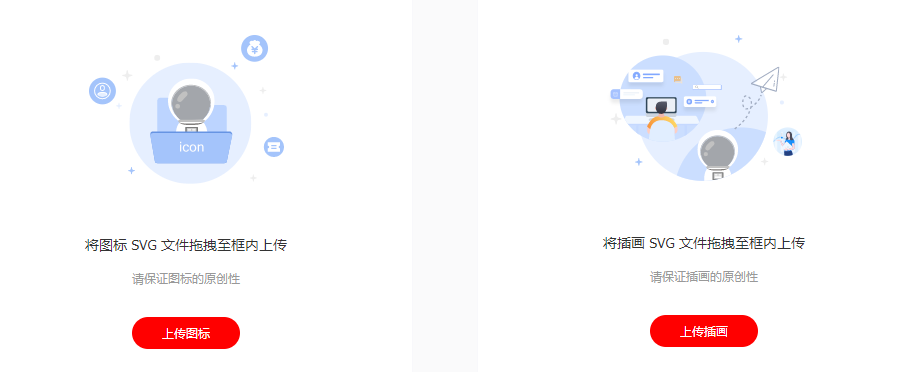 icon
将图标 SVG 文件拖拽至框内上传
请保证图标的原创性
上传图标
将插画 SVG 文件拖拽至框内上传
请保证插画的原创性
上传插画